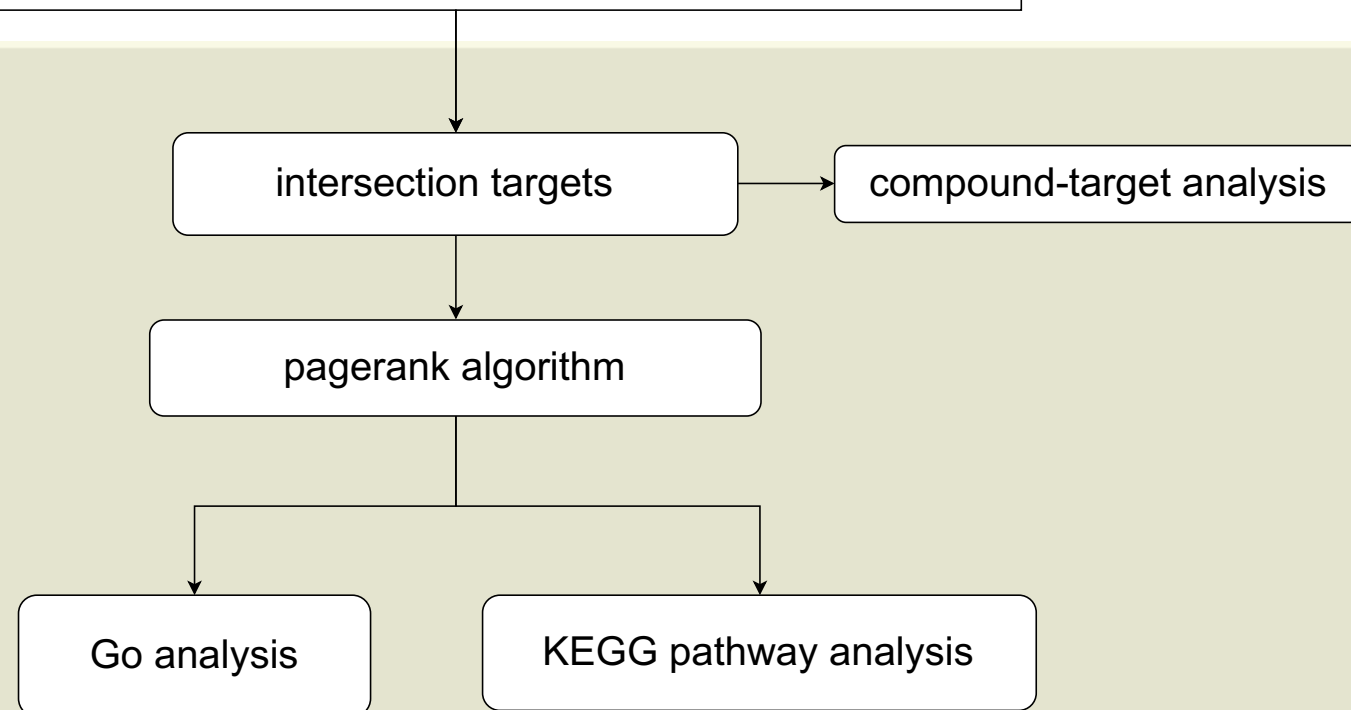 intersection targets
compound-target analysis
pagerank algorithm
Go analysis
KEGG pathway analysis